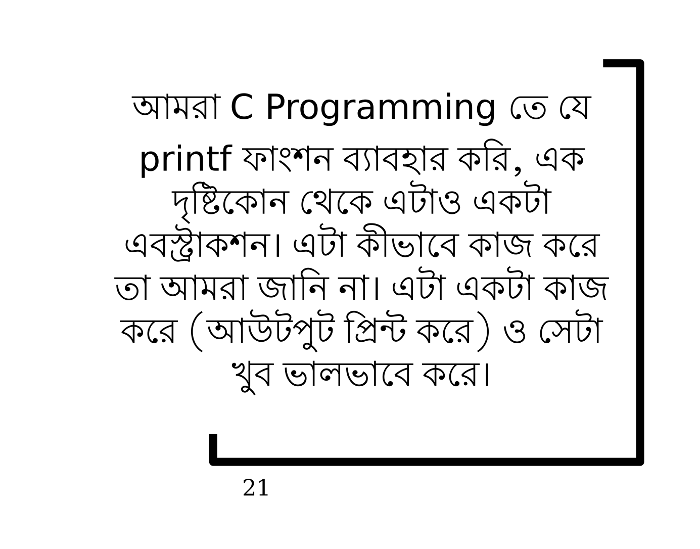 আমরা C Programming তে যে
printf ফাংশন ব্যাবহার করি, এক
দৃষ্টিকোন থেকে এটাও একটা
এবস্ট্রাকশন। এটা কীভাবে কাজ করে
তা আমরা জানি না। এটা একটা কাজ
করে (আউটপুট প্রিন্ট করে) ও সেটা
খুব ভালভাবে করে।
21